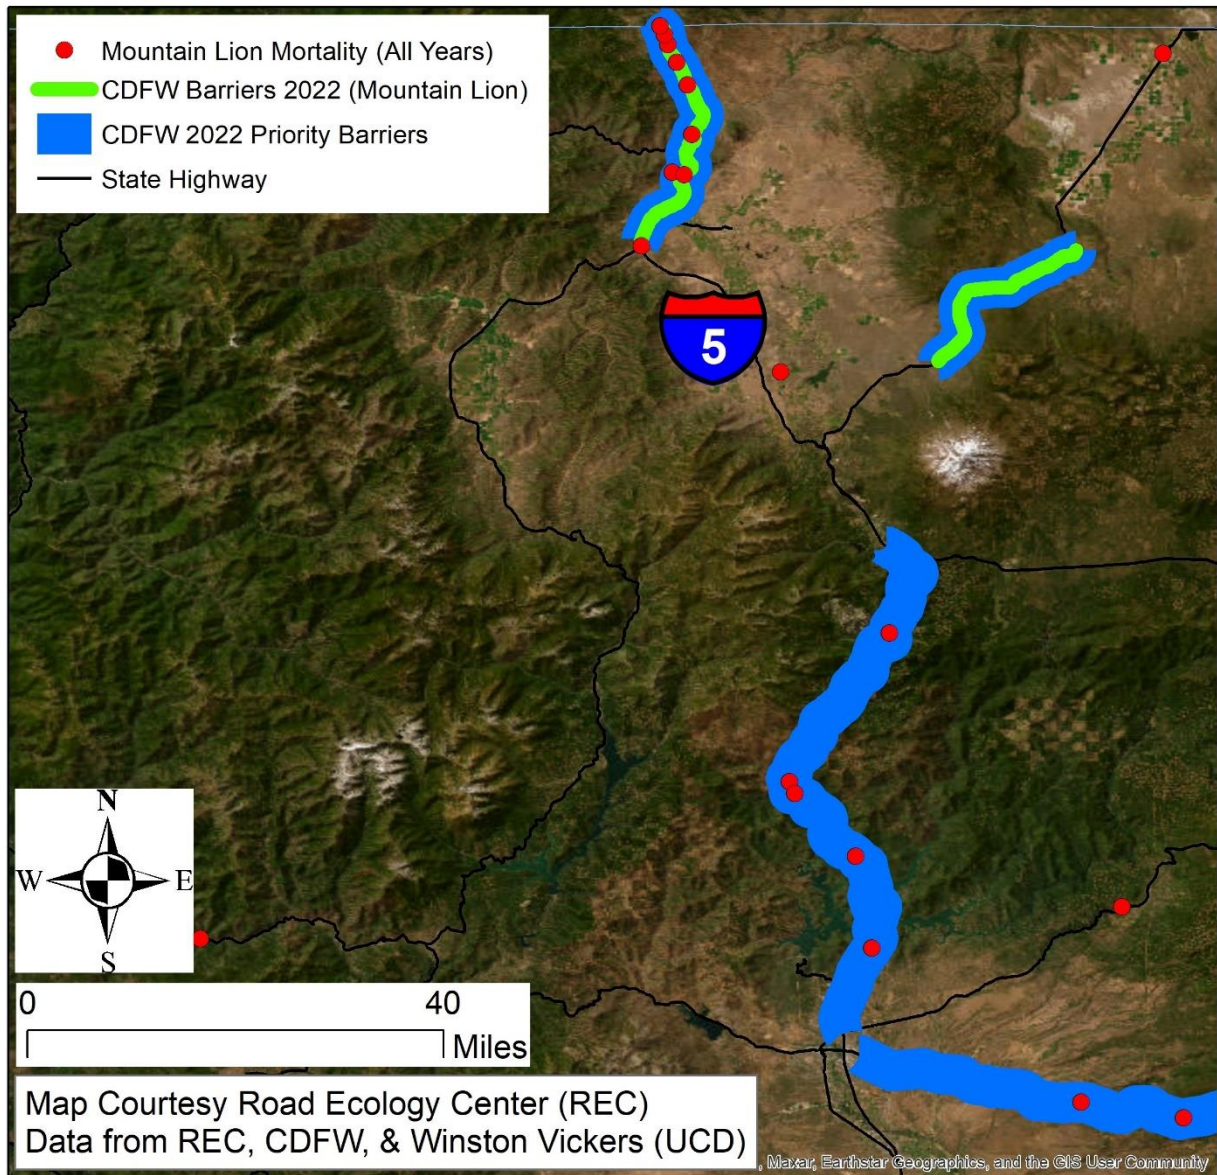 Mountain Lion Mortality (All Years)
CDFW Barriers 2022 (Mountain Lion)
CDFW 2022 Priority Barriers
State Highway
5
N
W E
S
0 40
Miles
Map Courtesy Road Ecology Center (REC)
Data from REC, CDFW, & Winston Vickers (UCD)
, Maxar, Earthstar Geographics, and the GIS User Community